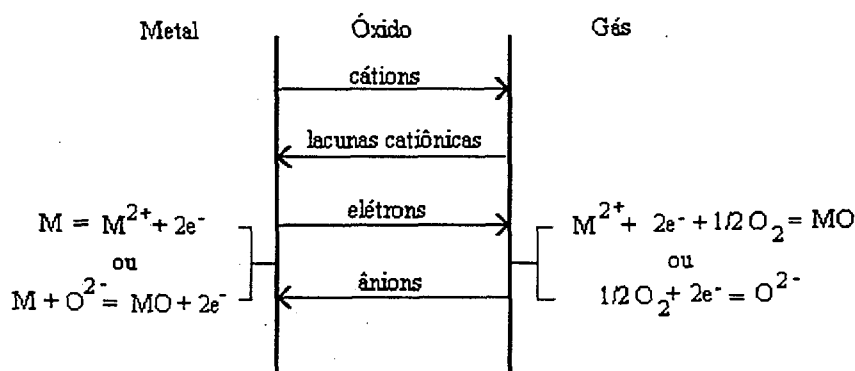 Metal Óxido Gás
cátions
lacunas catiônicas
elétrons
M = M²⁺ + 2e⁻
ou
M + O²⁻ = MO + 2e⁻
M²⁺ + 2e⁻ + 1/2 O₂ = MO
ou
1/2 O₂ + 2e⁻ = O²⁻
ânions